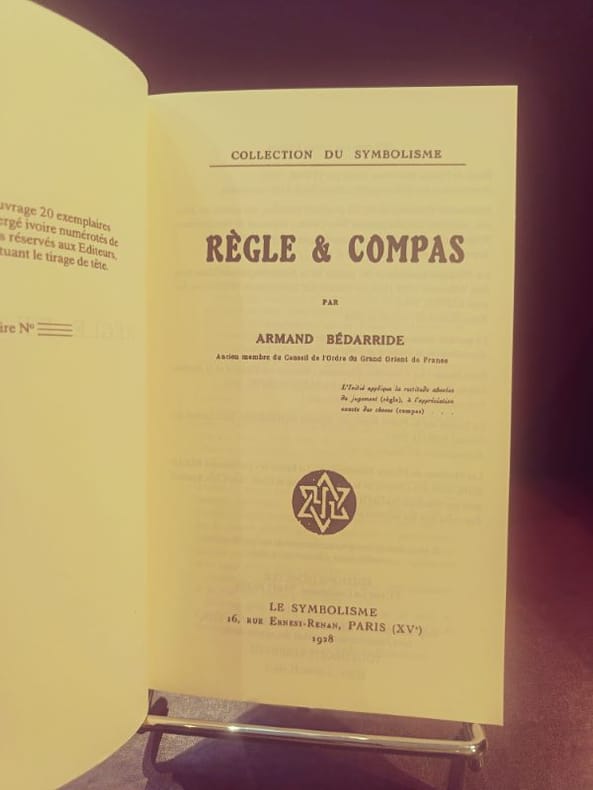 uvrage 20 exemplaires
ergé ivoire numérotés de
s réservés aux Editeurs,
tuant le tirage de tête.
ire Nº
COLLECTION DU SYMBOLISME
RÈGLE & COMPAS
PAR
ARMAND BÉDARRIDE
Ancien membre du Conseil de l'Ordre du Grand Orient de France
L'Initié applique la rectitude absolue
du jugement (règle), à l'appréciation
exacte des choses (compas) . . . .
LE SYMBOLISME
16, RUE ERNEST-RENAN, PARIS (XVᵉ)
1928